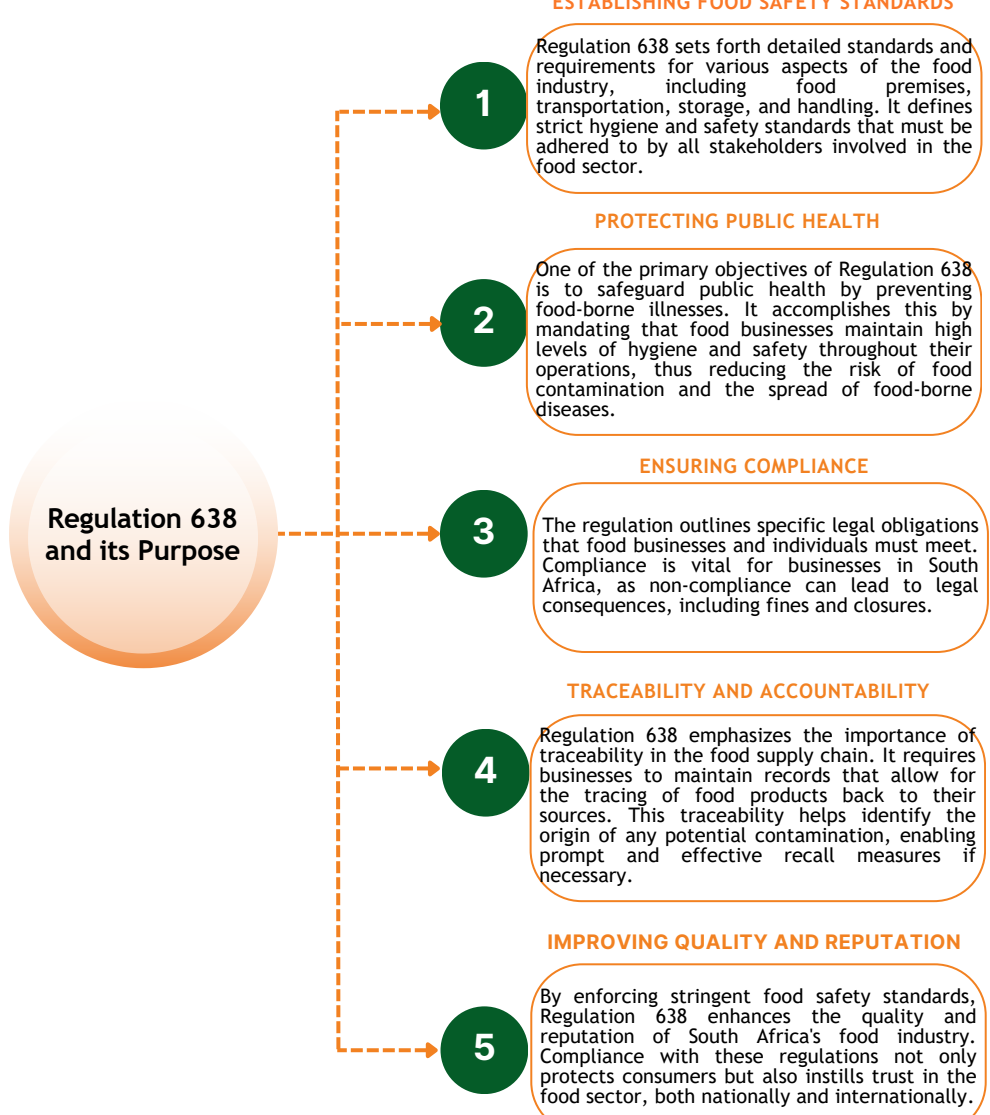 ESTABLISHING FOOD SAFETY STANDARDS
1
Regulation 638 sets forth detailed standards and
requirements for various aspects of the food
industry, including food premises,
transportation, storage, and handling. It defines
strict hygiene and safety standards that must be
adhered to by all stakeholders involved in the
food sector.
PROTECTING PUBLIC HEALTH
2
One of the primary objectives of Regulation 638
is to safeguard public health by preventing
food-borne illnesses. It accomplishes this by
mandating that food businesses maintain high
levels of hygiene and safety throughout their
operations, thus reducing the risk of food
contamination and the spread of food-borne
diseases.
Regulation 638
and its Purpose
ENSURING COMPLIANCE
3
The regulation outlines specific legal obligations
that food businesses and individuals must meet.
Compliance is vital for businesses in South
Africa, as non-compliance can lead to legal
consequences, including fines and closures.
TRACEABILITY AND ACCOUNTABILITY
4
Regulation 638 emphasizes the importance of
traceability in the food supply chain. It requires
businesses to maintain records that allow for
the tracing of food products back to their
sources. This traceability helps identify the
origin of any potential contamination, enabling
prompt and effective recall measures if
necessary.
IMPROVING QUALITY AND REPUTATION
5
By enforcing stringent food safety standards,
Regulation 638 enhances the quality and
reputation of South Africa's food industry.
Compliance with these regulations not only
protects consumers but also instills trust in the
food sector, both nationally and internationally.